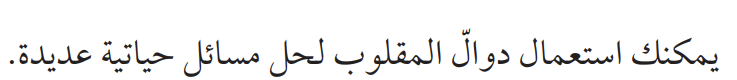 يمكنك استعمال دوالّ المقلوب لحل مسائل حياتية عديدة.